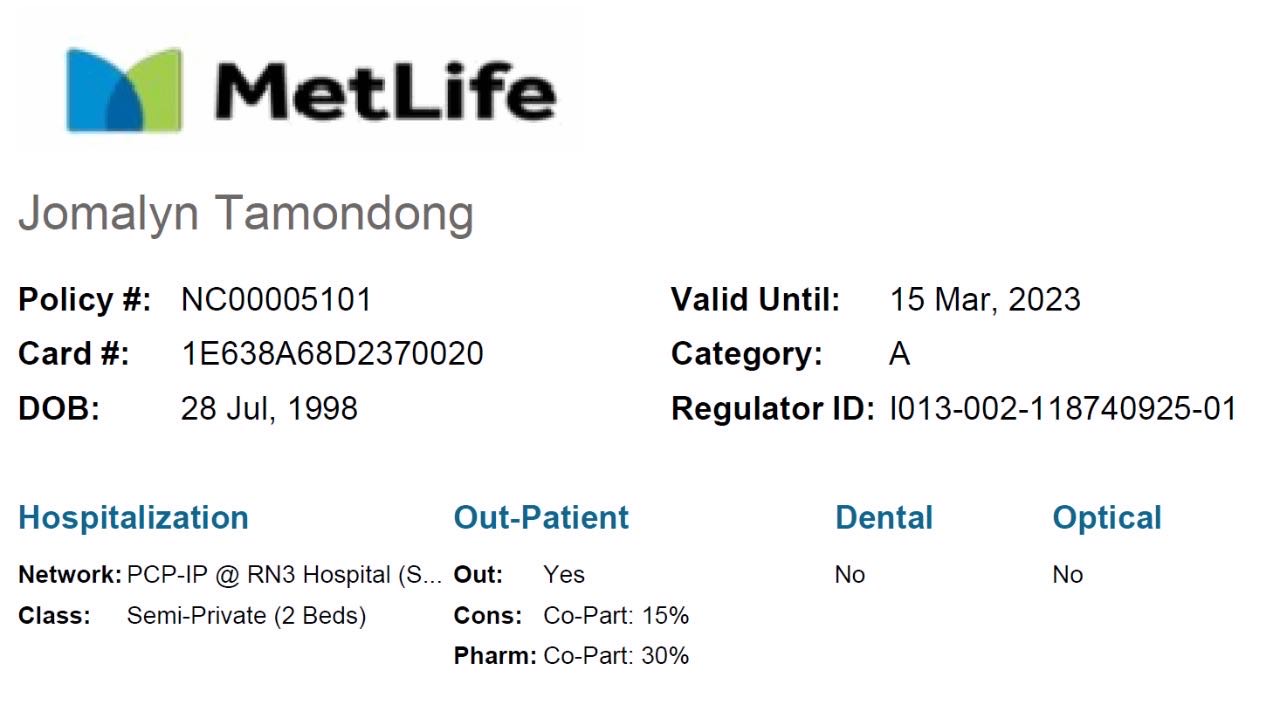 MetLife
Jomalyn Tamondong
Policy #: NC00005101 Valid Until: 15 Mar, 2023
Card #: 1E638A68D2370020 Category: A
DOB: 28 Jul, 1998 Regulator ID: I013-002-118740925-01
Hospitalization Out-Patient Dental Optical
Network: PCP-IP @ RN3 Hospital (S... Out: Yes No No
Class: Semi-Private (2 Beds) Cons: Co-Part: 15%
Pharm: Co-Part: 30%